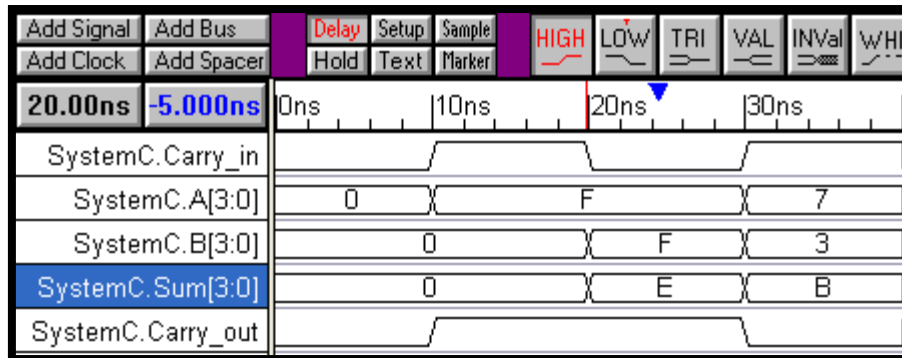 Add Signal Add Bus Delay Setup Sample HIGH LOW TRI VAL INVal WHI
Add Clock Add Spacer Hold Text Marker
20.00ns -5.000ns 0ns 10ns 20ns 30ns
SystemC.Carry_in
SystemC.A[3:0] 0 F 7
SystemC.B[3:0] 0 F 3
SystemC.Sum[3:0] 0 E B
SystemC.Carry_out